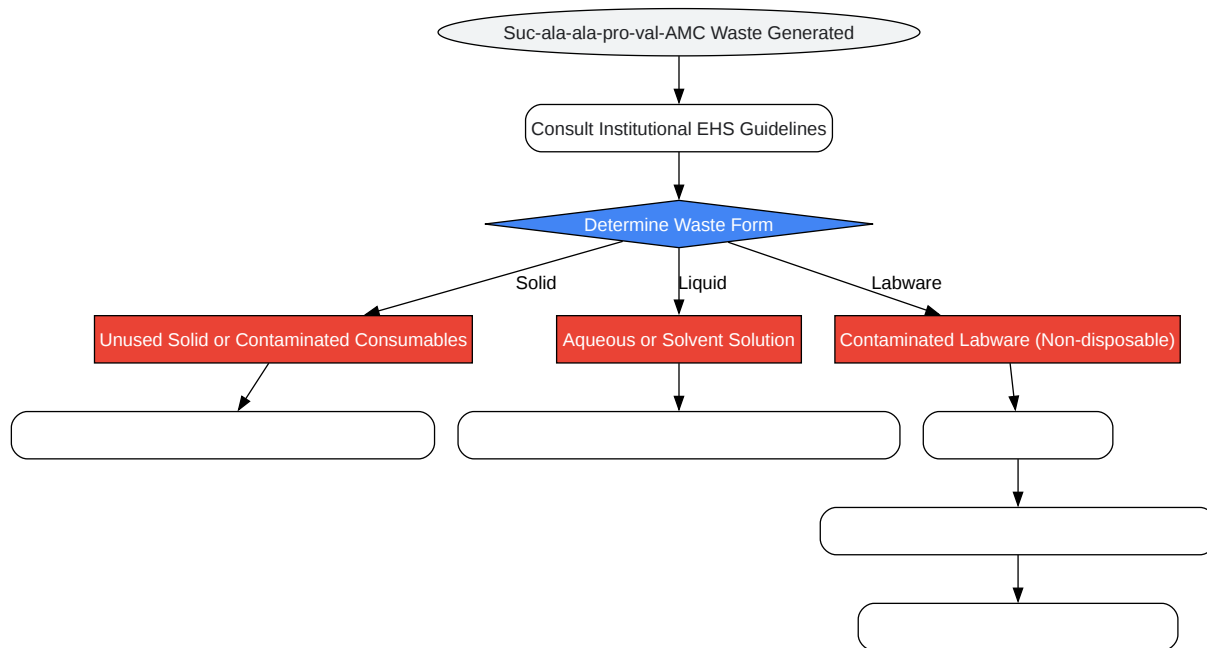 Suc-ala-ala-pro-val-AMC Waste Generated
Consult Institutional EHS Guidelines
Determine Waste Form
Solid
Liquid
Labware
Unused Solid or Contaminated Consumables
Aqueous or Solvent Solution
Contaminated Labware (Non-disposable)